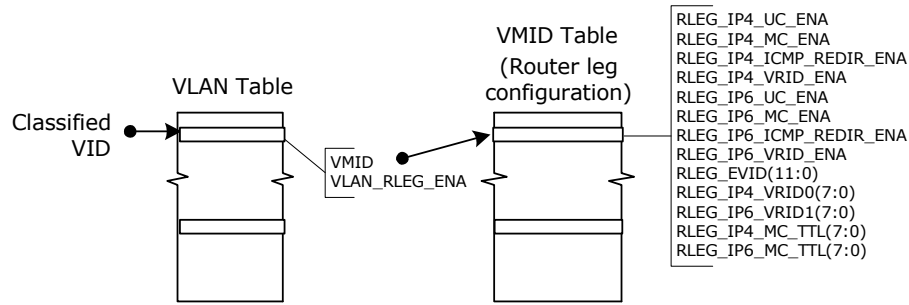 Classified
VID
VLAN Table
VMID
VLAN_RLEG_ENA
VMID Table
(Router leg
configuration)
RLEG_IP4_UC_ENA
RLEG_IP4_MC_ENA
RLEG_IP4_ICMP_REDIR_ENA
RLEG_IP4_VRID_ENA
RLEG_IP6_UC_ENA
RLEG_IP6_MC_ENA
RLEG_IP6_ICMP_REDIR_ENA
RLEG_IP6_VRID_ENA
RLEG_EVID(11:0)
RLEG_IP4_VRID0(7:0)
RLEG_IP6_VRID1(7:0)
RLEG_IP4_MC_TTL(7:0)
RLEG_IP6_MC_TTL(7:0)